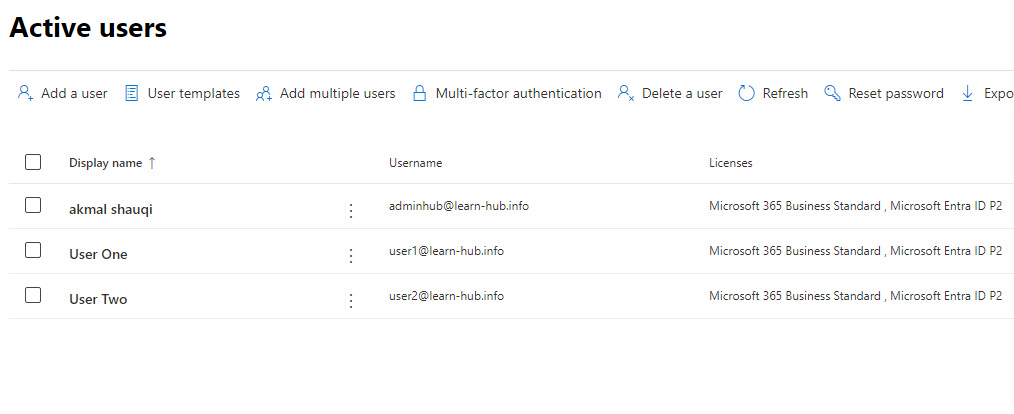 Active users
Add a user User templates Add multiple users Multi-factor authentication Delete a user Refresh Reset password Expo
Display name ↑ Username Licenses
akmal shauqi adminhub@learn-hub.info Microsoft 365 Business Standard , Microsoft Entra ID P2
User One user1@learn-hub.info Microsoft 365 Business Standard , Microsoft Entra ID P2
User Two user2@learn-hub.info Microsoft 365 Business Standard , Microsoft Entra ID P2